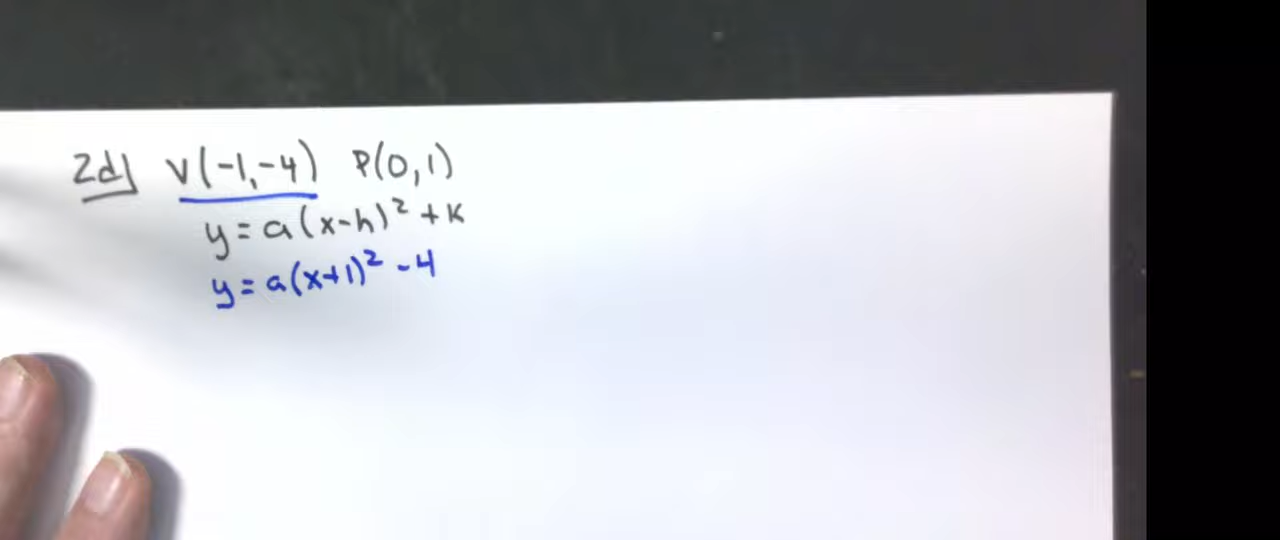 2d) V(-1,-4) P(0,1)
y = a(x-h)² + k
y = a(x+1)² - 4